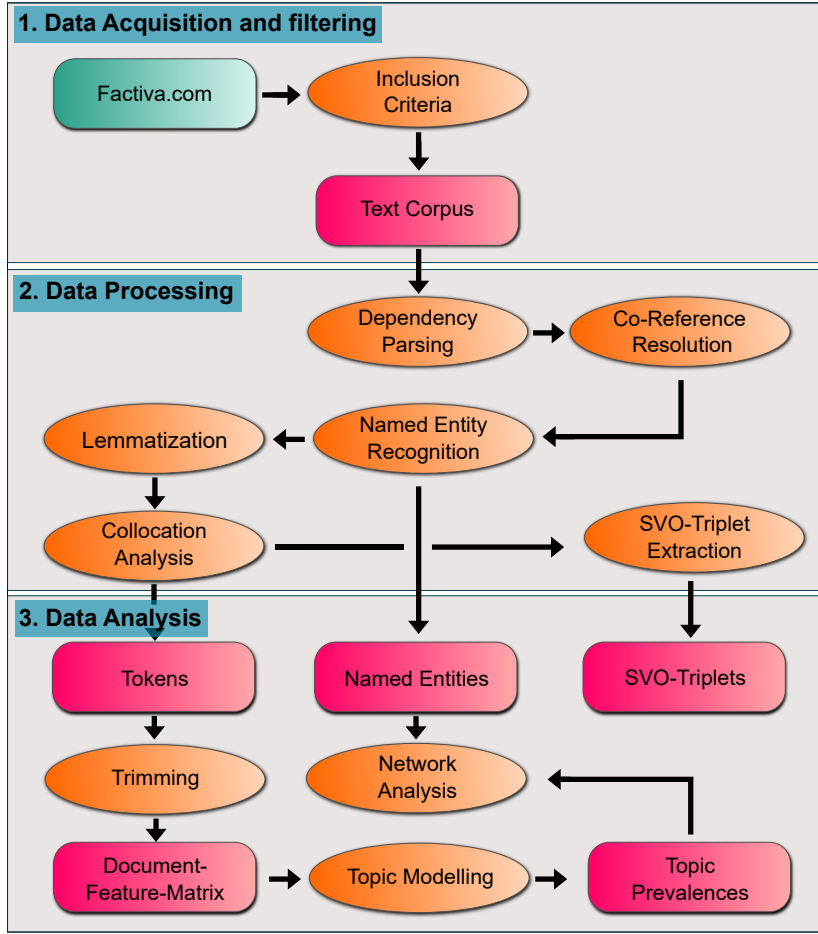 1. Data Acquisition and filtering
Factiva.com
Inclusion
Criteria
Text Corpus
2. Data Processing
Dependency
Parsing
Co-Reference
Resolution
Named Entity
Recognition
Lemmatization
Collocation
Analysis
SVO-Triplet
Extraction
3. Data Analysis
Tokens
Named Entities
SVO-Triplets
Trimming
Network
Analysis
Document-
Feature-Matrix
Topic Modelling
Topic
Prevalences